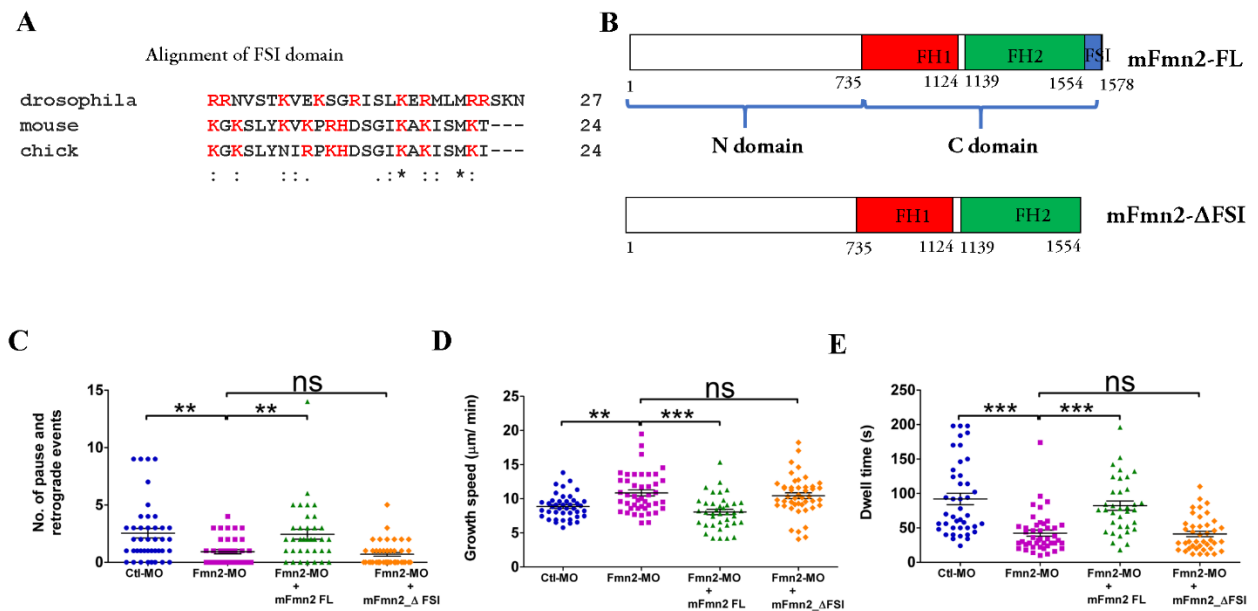 A
Alignment of FSI domain
drosophila RRNVSTKVEKSGRISLKERMLMRRSKN 27
mouse KGKSLYKVKPRHDSGIKAKISMKT--- 24
chick KGKSLYNIRPKHDSGIKAKISMKI--- 24
: : ::. .:* :: *:
B
FH1 FH2 FSI mFmn2-FL
1 735 1124 1139 1554 1578
N domain C domain
FH1 FH2 mFmn2-ΔFSI
1 735 1124 1139 1554
C
No. of pause and
retrograde events
15
10
5
0
** ** ns
Ctl-MO Fmn2-MO Fmn2-MO + mFmn2 FL Fmn2-MO + mFmn2_Δ FSI
D
Growth speed (μm/ min)
25
20
15
10
5
0
** *** ns
Ctl-MO Fmn2-MO Fmn2-MO + mFmn2 FL Fmn2-MO + mFmn2_ΔFSI
E
Dwell time (s)
250
200
150
100
50
0
*** *** ns
Ctl-MO Fmn2-MO Fmn2-MO + mFmn2 FL Fmn2-MO + mFmn2_Δ FSI